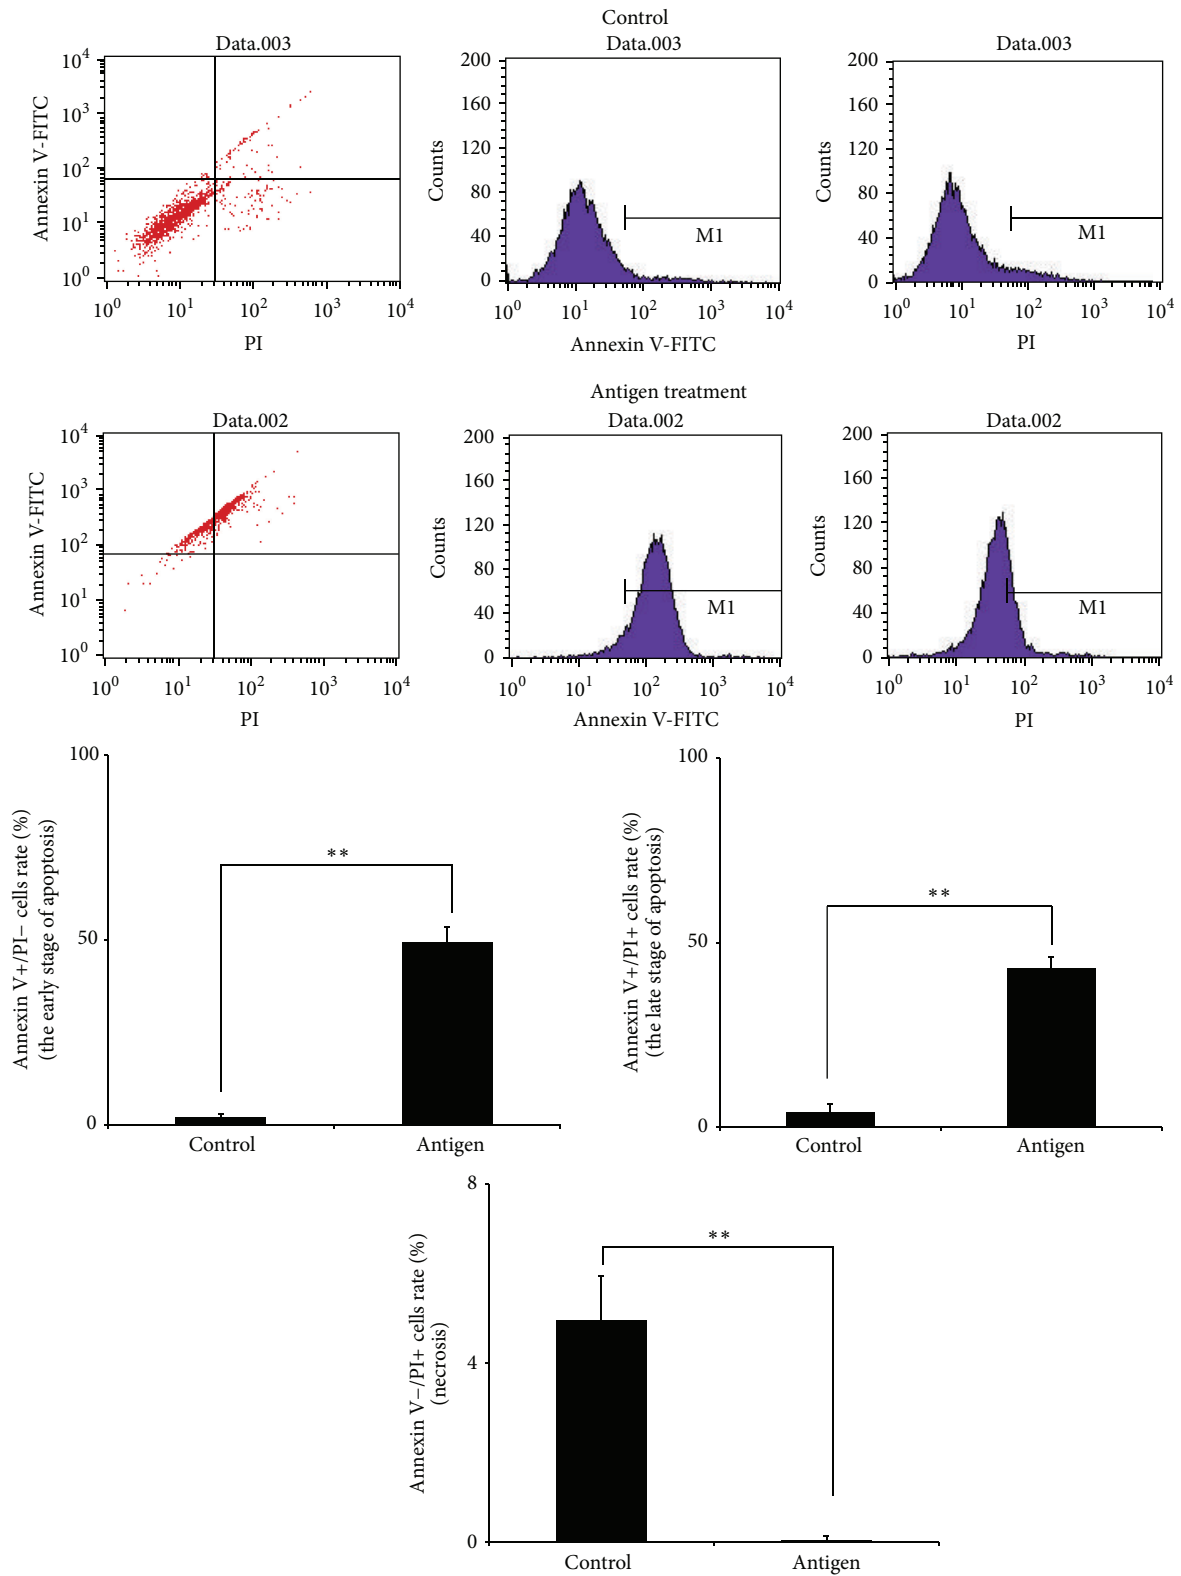 Control
Data.003
Data.003
Data.003
10^4
10^3
10^2
10^1
10^0
Annexin V-FITC
10^0 10^1 10^2 10^3 10^4
PI
200
160
120
80
40
0
Counts
M1
10^0 10^1 10^2 10^3 10^4
Annexin V-FITC
200
160
120
80
40
0
Counts
M1
10^0 10^1 10^2 10^3 10^4
PI
Antigen treatment
Data.002
Data.002
Data.002
10^4
10^3
10^2
10^1
10^0
Annexin V-FITC
10^0 10^1 10^2 10^3 10^4
PI
200
160
120
80
40
0
Counts
M1
10^0 10^1 10^2 10^3 10^4
Annexin V-FITC
200
160
120
80
40
0
Counts
M1
10^0 10^1 10^2 10^3 10^4
PI
Annexin V+/PI− cells rate (%)
(the early stage of apoptosis)
100
50
0
**
Control Antigen
Annexin V+/PI+ cells rate (%)
(the late stage of apoptosis)
100
50
0
**
Control Antigen
Annexin V−/PI+ cells rate (%)
(necrosis)
8
4
0
**
Control Antigen